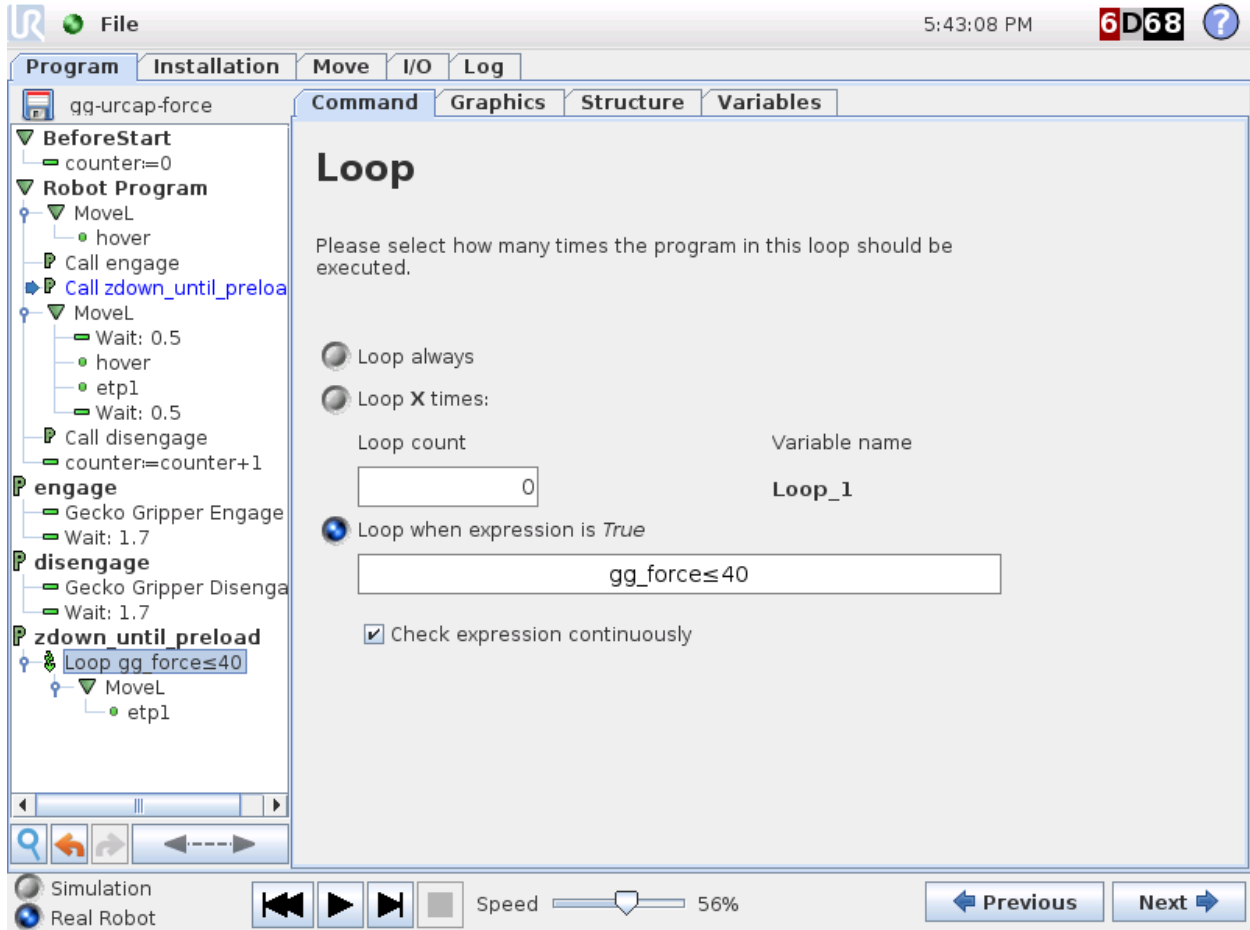 UR File 5:43:08 PM 6D68 ?
Program Installation Move I/O Log
gg-urcap-force
Command Graphics Structure Variables
BeforeStart
counter:=0
Robot Program
MoveL
hover
Call engage
Call zdown_until_preloa
MoveL
Wait: 0.5
hover
etp1
Wait: 0.5
Call disengage
counter:=counter+1
P engage
Gecko Gripper Engage
Wait: 1.7
P disengage
Gecko Gripper Disenga
Wait: 1.7
P zdown_until_preload
Loop gg_force≤40
MoveL
etp1
Loop
Please select how many times the program in this loop should be
executed.
Loop always
Loop X times:
Loop count Variable name
0 Loop_1
Loop when expression is True
gg_force≤40
Check expression continuously
Simulation
Real Robot
Speed 56%
Previous Next